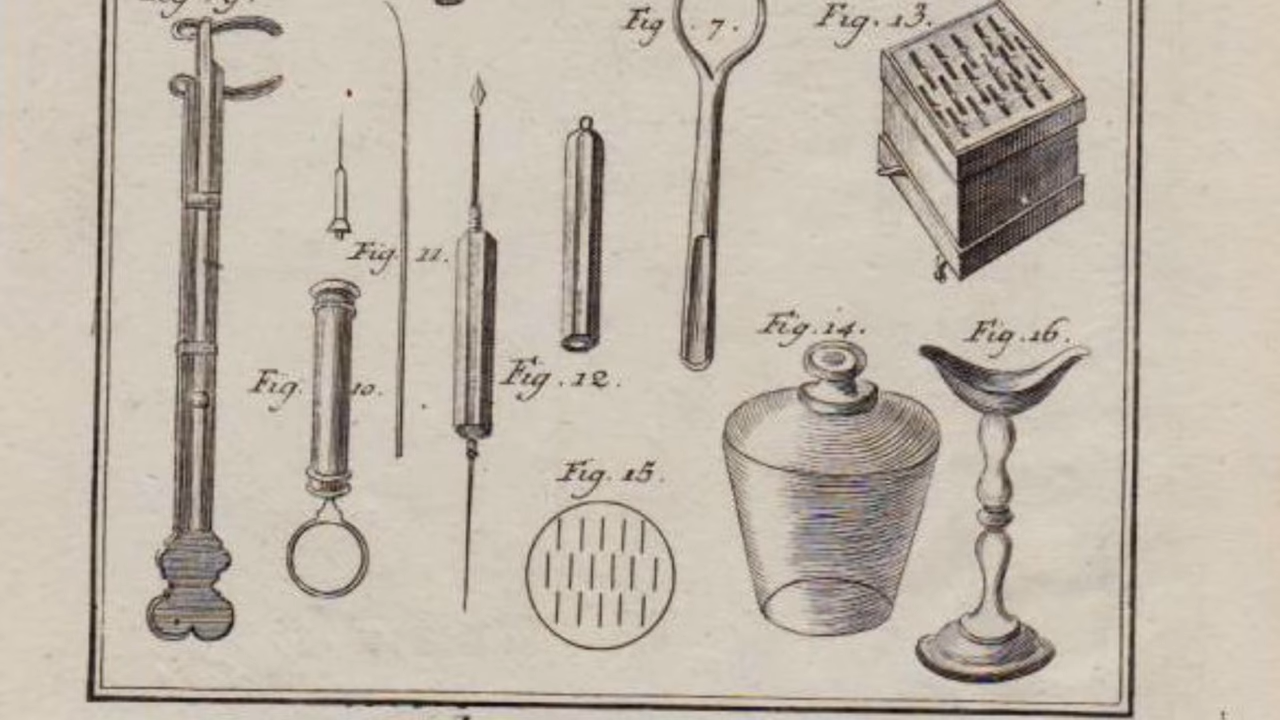 Fig. 7.
Fig. 13.
Fig. 11.
Fig. 14.
Fig. 16.
Fig. 10.
Fig. 12.
Fig. 15.